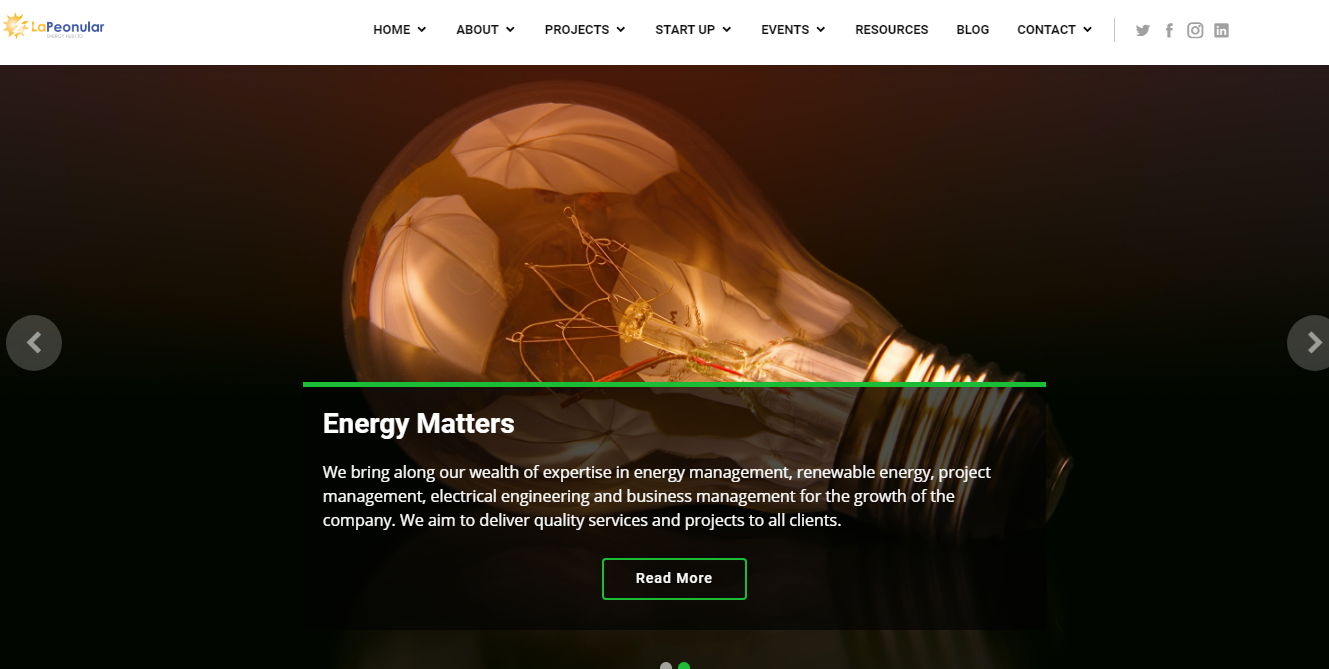 LaPeonular
HOME ABOUT PROJECTS START UP EVENTS RESOURCES BLOG CONTACT
Energy Matters
We bring along our wealth of expertise in energy management, renewable energy, project
management, electrical engineering and business management for the growth of the
company. We aim to deliver quality services and projects to all clients.
Read More